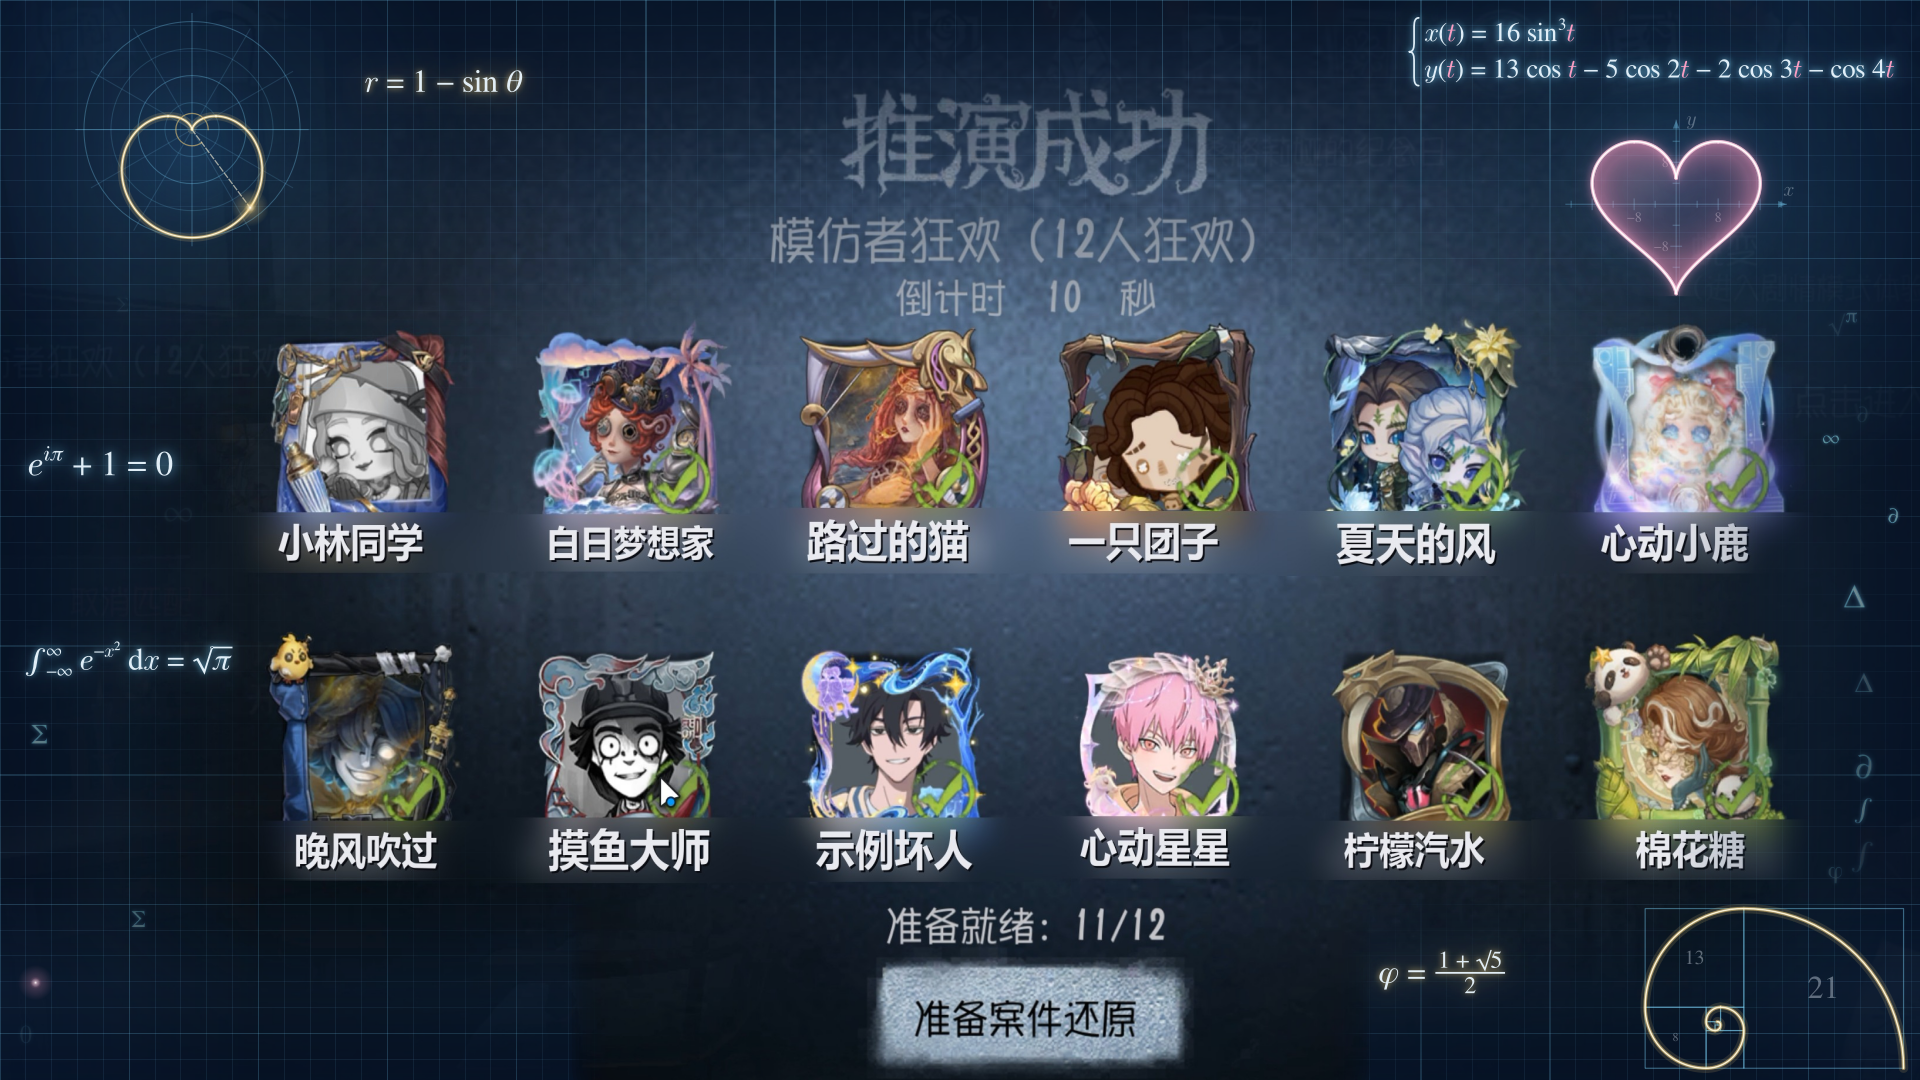 r = 1 − sin θ
x(t) = 16 sin³t
y(t) = 13 cos t − 5 cos 2t − 2 cos 3t − cos 4t
推演成功
模仿者狂欢（12人狂欢）
倒计时 10 秒
y
x
-8 8
-8
小林同学 白日梦想家 路过的猫 一只团子 夏天的风 心动小鹿
e^{iπ} + 1 = 0
∫_{−∞}^{∞} e^{−x²} dx = √π
晚风吹过 摸鱼大师 示例坏人 心动星星 柠檬汽水 棉花糖
准备就绪：11/12
准备案件还原
φ = (1 + √5)/2
13
21
8